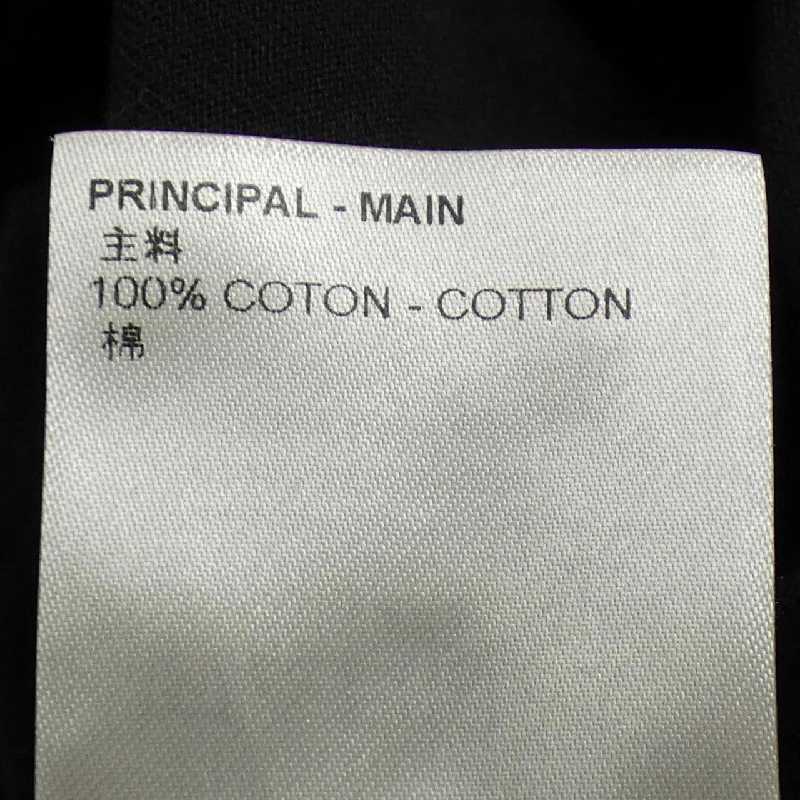 PRINCIPAL - MAIN
主料
100% COTON - COTTON
棉